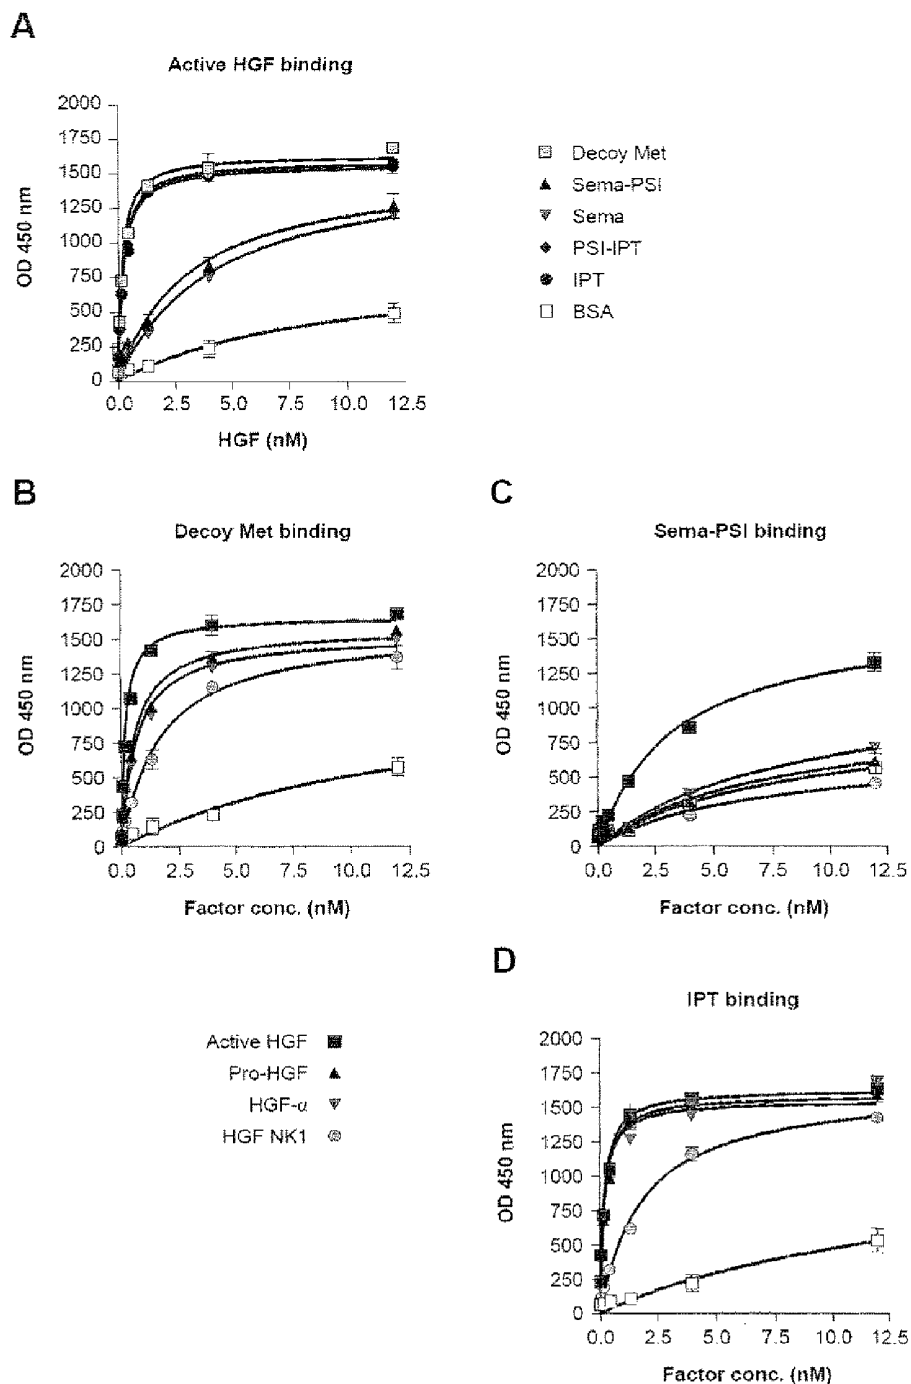 A
Active HGF binding
2000
1750
1500
1250
1000
750
500
250
0
OD 450 nm
0.0 2.5 5.0 7.5 10.0 12.5
HGF (nM)
Decoy Met
Sema-PSI
Sema
PSI-IPT
IPT
BSA
B
Decoy Met binding
2000
1750
1500
1250
1000
750
500
250
0
OD 450 nm
0.0 2.5 5.0 7.5 10.0 12.5
Factor conc. (nM)
C
Sema-PSI binding
2000
1750
1500
1250
1000
750
500
250
0
OD 450 nm
0.0 2.5 5.0 7.5 10.0 12.5
Factor conc. (nM)
Active HGF
Pro-HGF
HGF-α
HGF NK1
D
IPT binding
2000
1750
1500
1250
1000
750
500
250
0
OD 450 nm
0.0 2.5 5.0 7.5 10.0 12.5
Factor conc. (nM)